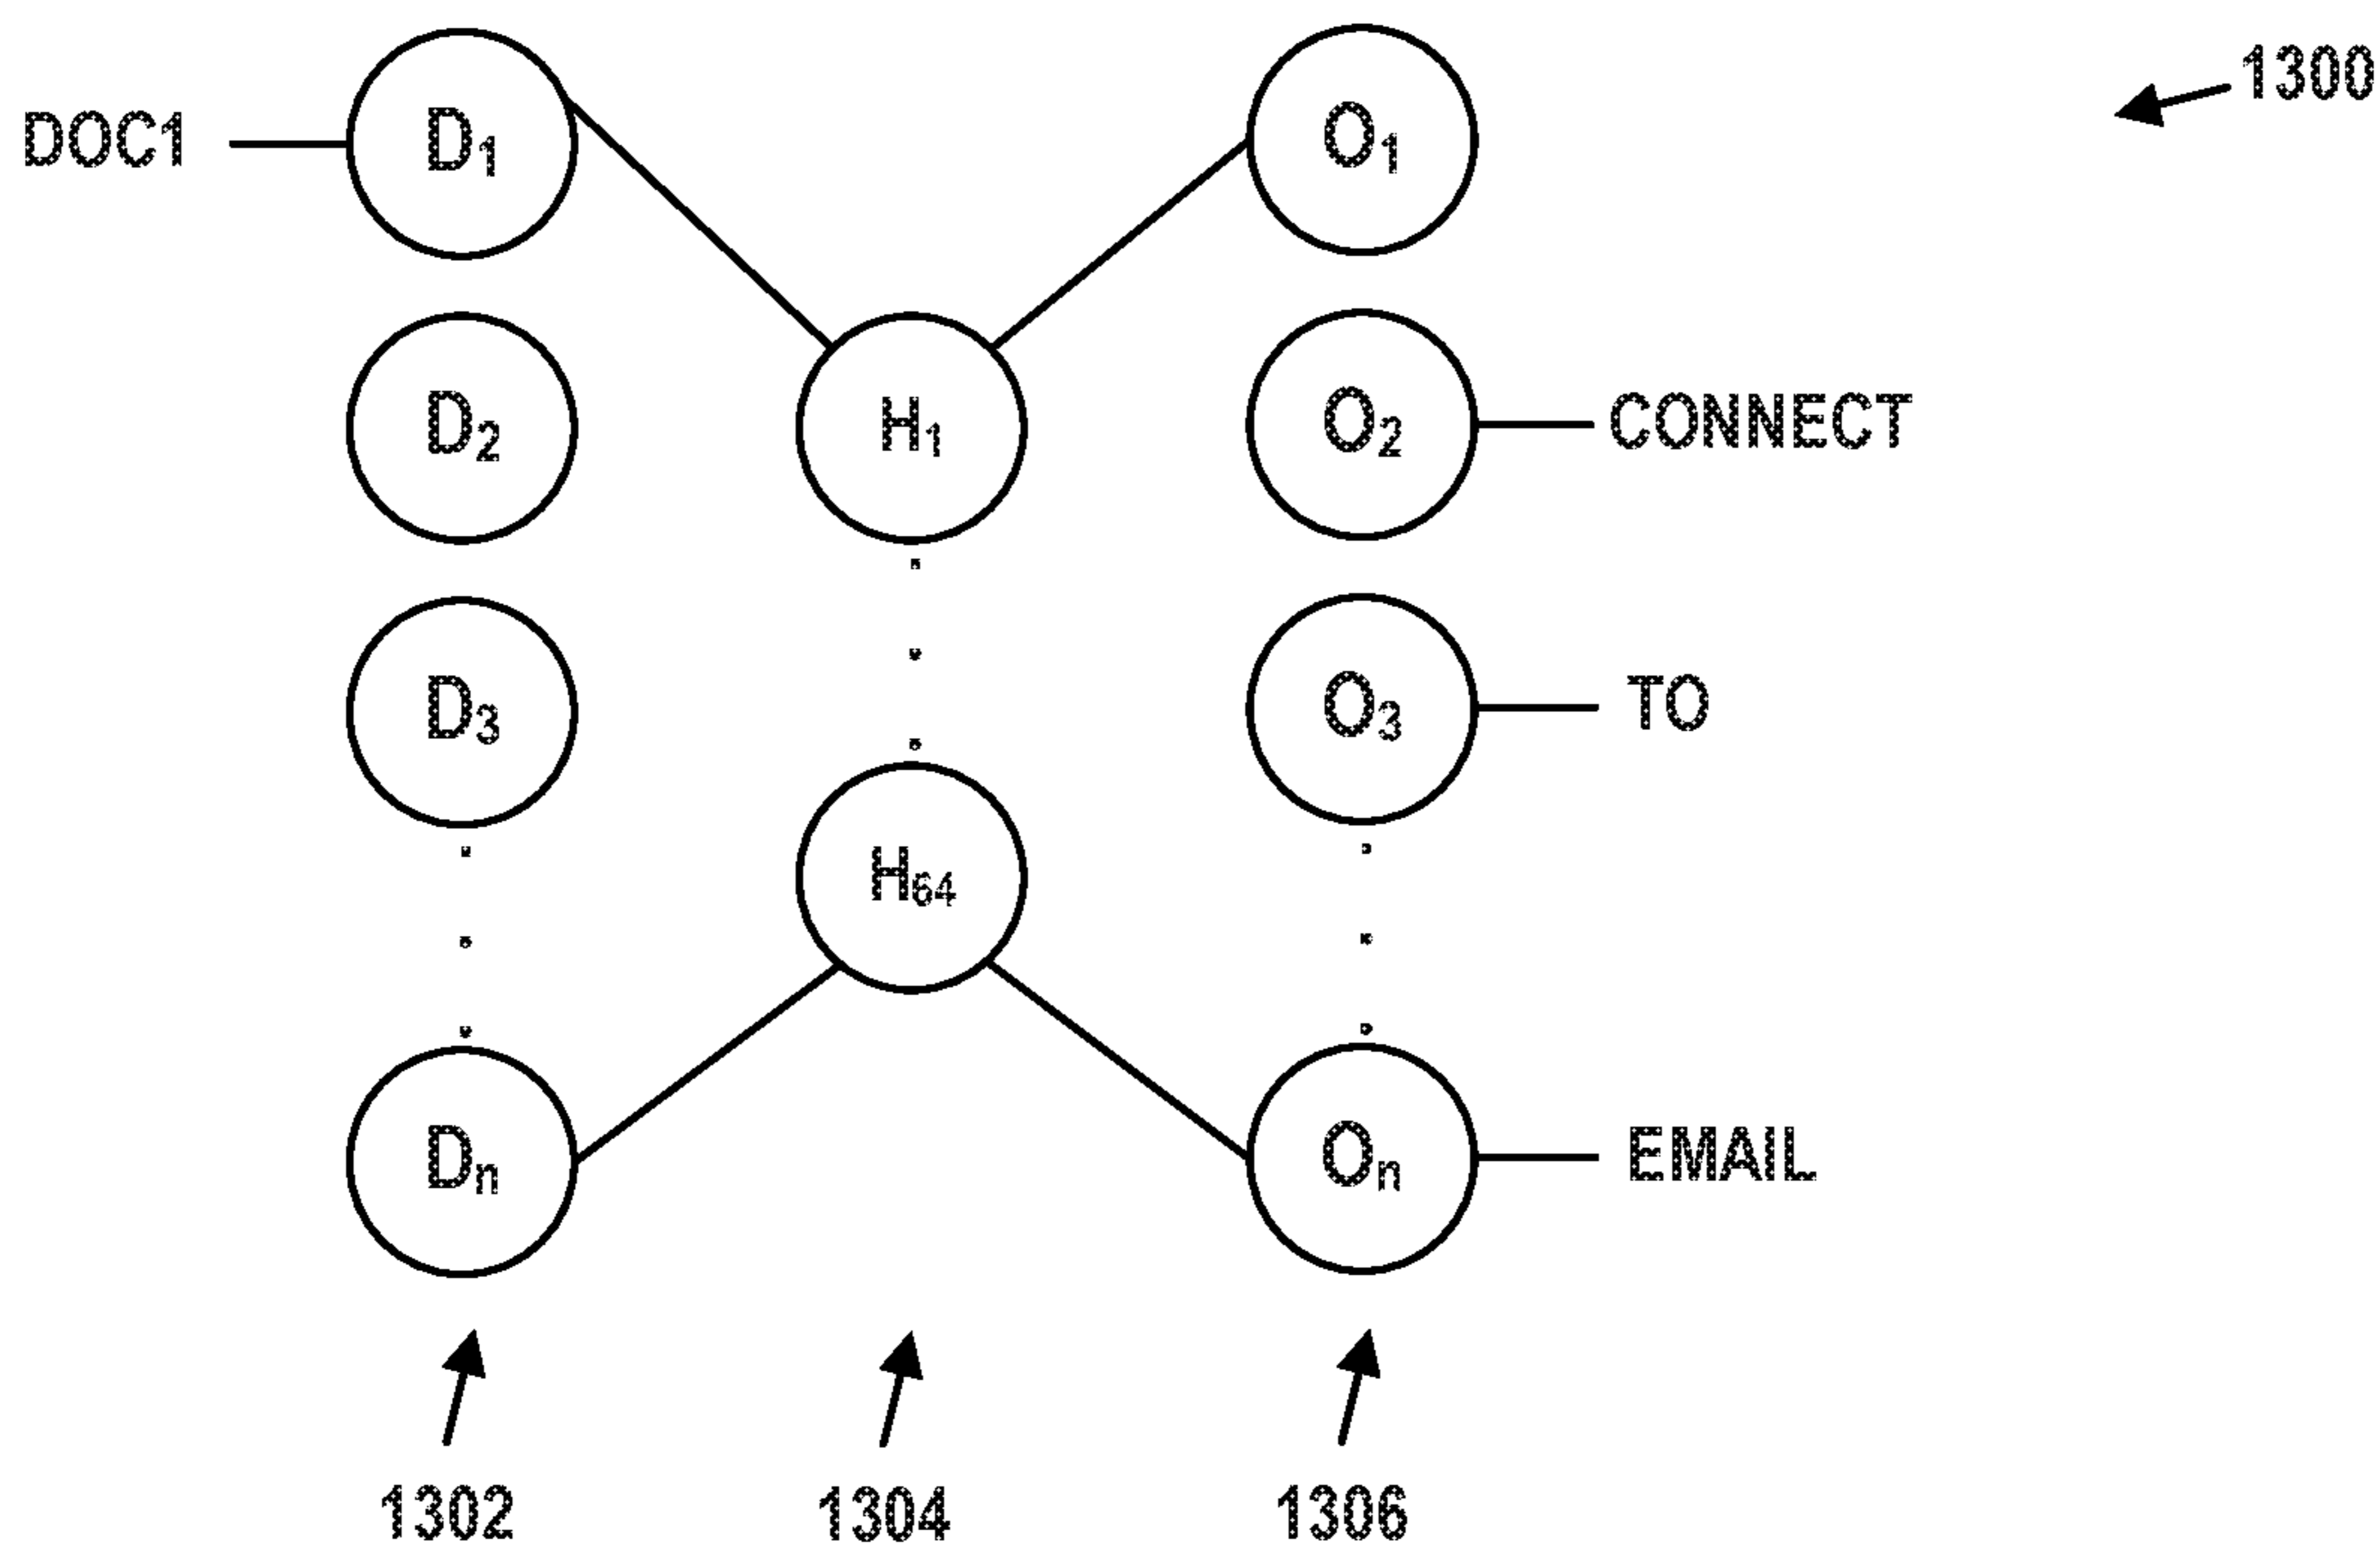 1300
DOC1 D1 O1
D2 H1 O2 CONNECT
D3 O3 TO
H64
Dn On EMAIL
1302 1304 1306